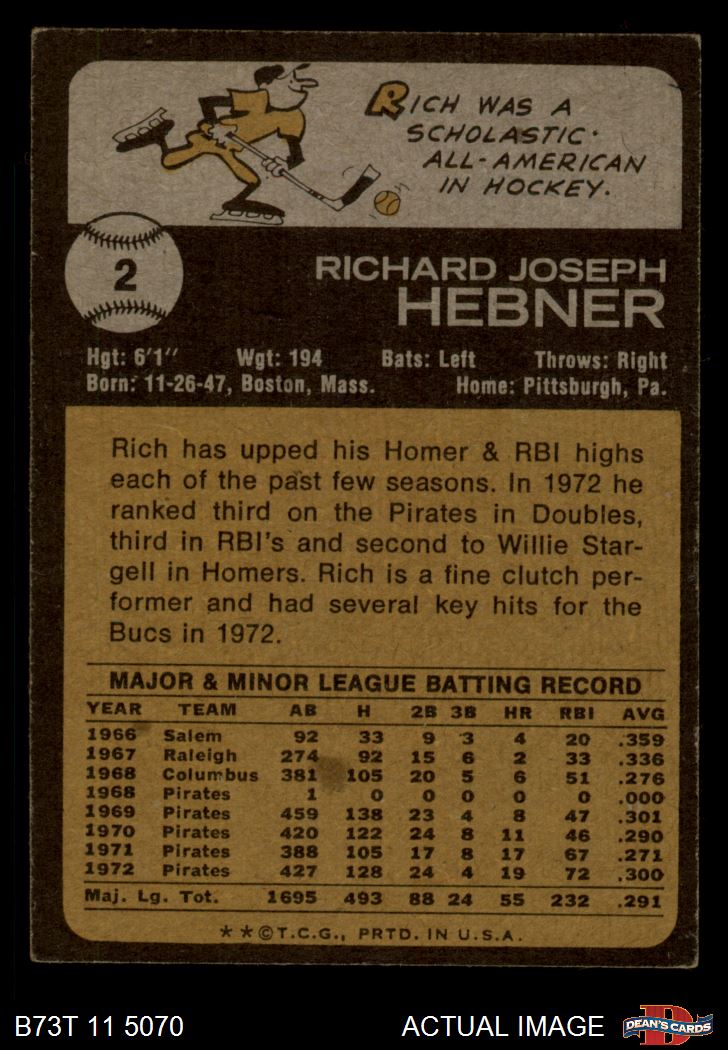 RICH WAS A
SCHOLASTIC·
ALL-AMERICAN
IN HOCKEY.
2
RICHARD JOSEPH
HEBNER
Hgt: 6'1" Wgt: 194 Bats: Left Throws: Right
Born: 11-26-47, Boston, Mass. Home: Pittsburgh, Pa.
Rich has upped his Homer & RBI highs
each of the past few seasons. In 1972 he
ranked third on the Pirates in Doubles,
third in RBI's and second to Willie Star-
gell in Homers. Rich is a fine clutch per-
former and had several key hits for the
Bucs in 1972.
MAJOR & MINOR LEAGUE BATTING RECORD
YEAR TEAM AB H 2B 3B HR RBI AVG
1966 Salem 92 33 9 3 4 20 .359
1967 Raleigh 274 92 15 6 2 33 .336
1968 Columbus 381 105 20 5 6 51 .276
1968 Pirates 1 0 0 0 0 0 .000
1969 Pirates 459 138 23 4 8 47 .301
1970 Pirates 420 122 24 8 11 46 .290
1971 Pirates 388 105 17 8 17 67 .271
1972 Pirates 427 128 24 4 19 72 .300
Maj. Lg. Tot. 1695 493 88 24 55 232 .291
**©T.C.G., PRTD. IN U.S.A.
B73T 11 5070 ACTUAL IMAGE
D
DEAN'S CARDS